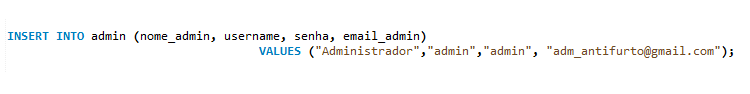 INSERT INTO admin (nome_admin, username, senha, email_admin)
VALUES ("Administrador","admin","admin", "adm_antifurto@gmail.com");